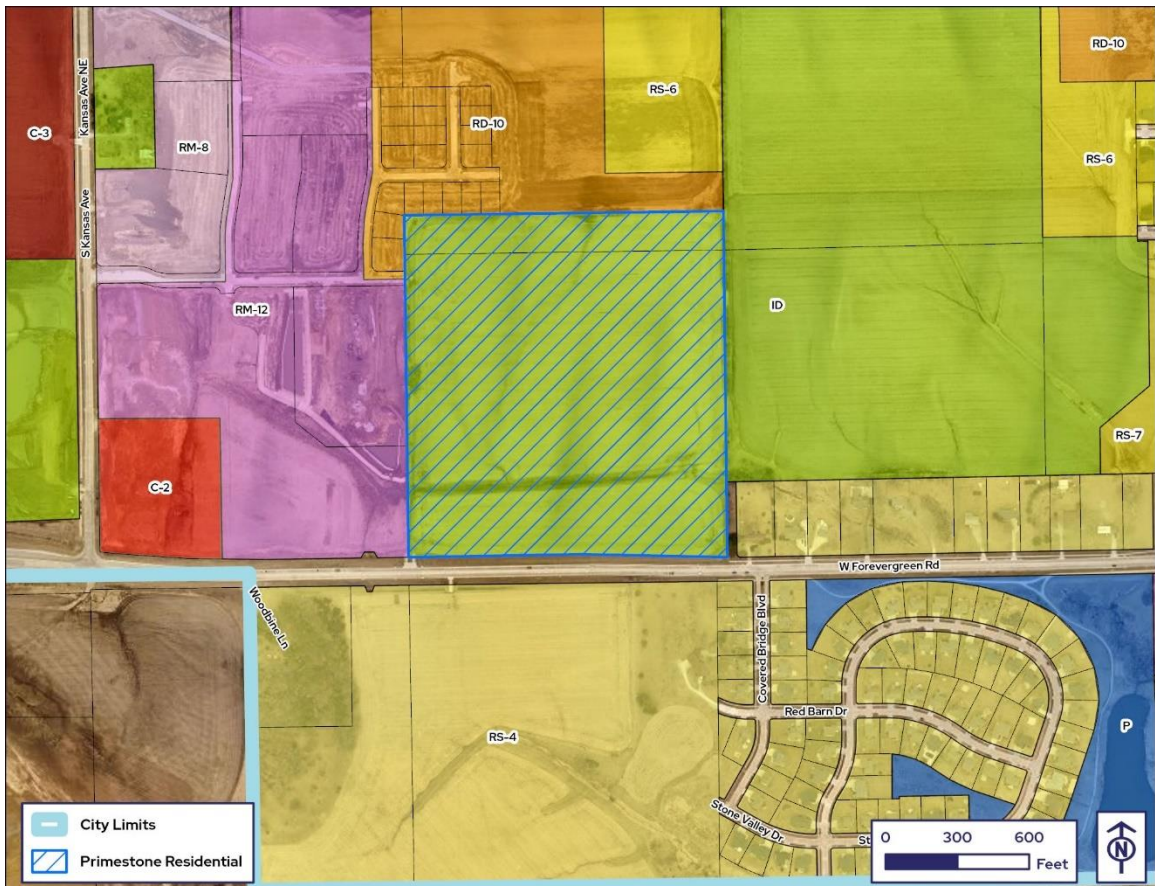 Kansas Ave NE
S Kansas Ave
C-3
RM-8
RD-10
RS-6
RD-10
RS-6
RM-12
ID
RS-7
C-2
W Forevergreen Rd
Woodbine Ln
Covered Bridge Blvd
Red Barn Dr
RS-4
P
Stone Valley Dr
City Limits
Primestone Residential
0 300 600
Feet
N